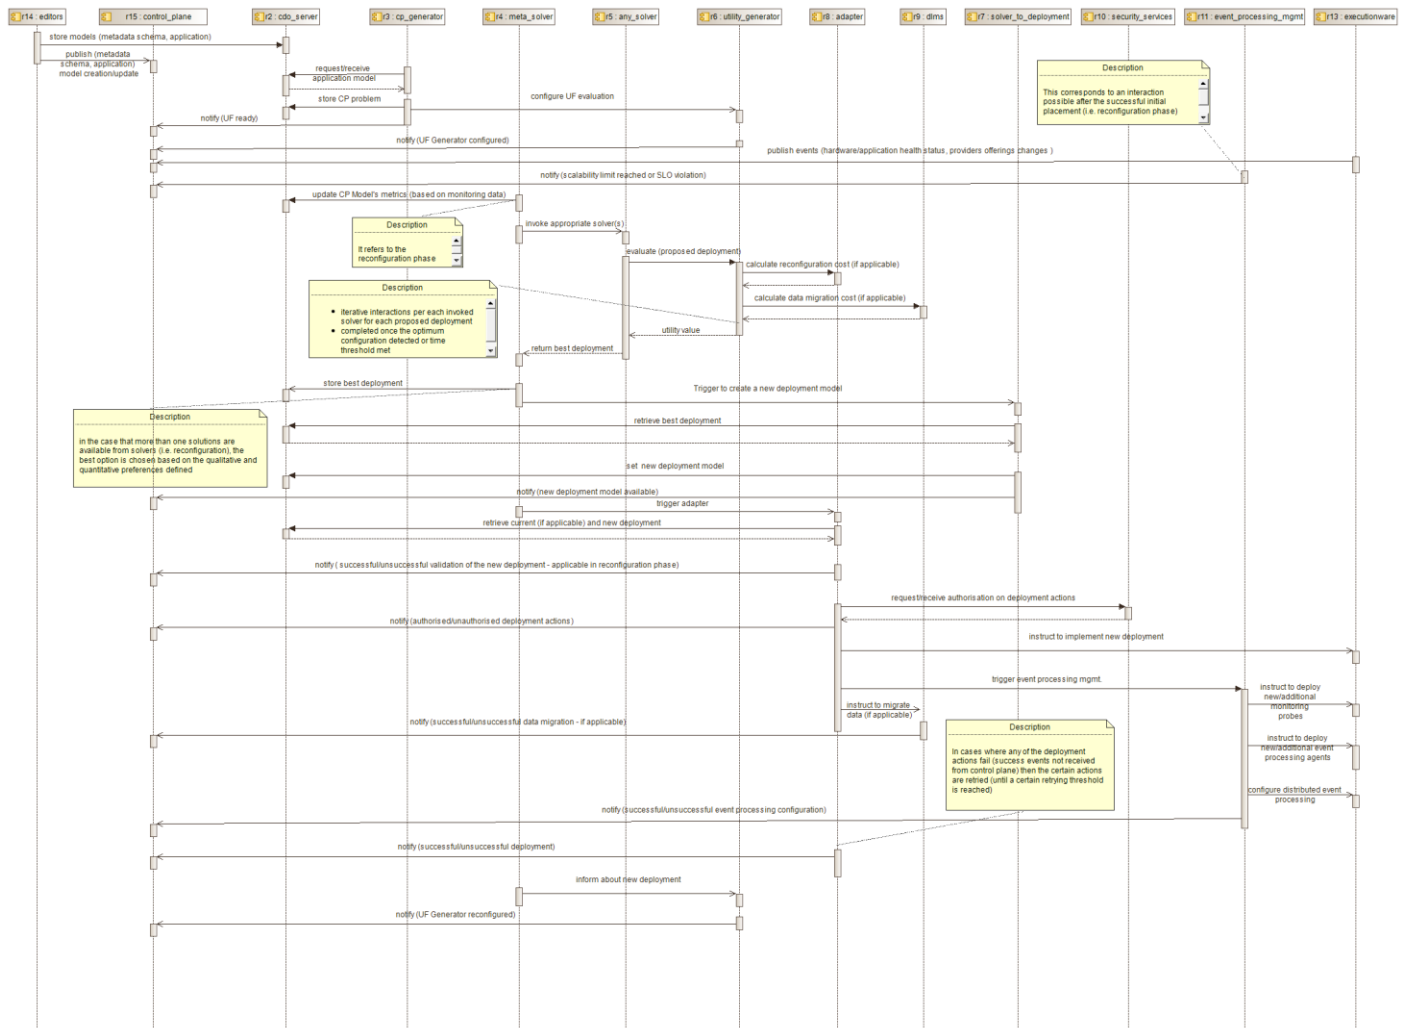 r14 : editors
r15 : control_plane
r2 : cdo_server
r3 : cp_generator
r4 : meta_solver
r5 : any_solver
r6 : utility_generator
r8 : adapter
r9 : dlms
r7 : solver_to_deployment
r10 : security_services
r11 : event_processing_mgmt
r13 : executionware
store models (metadata schema, application)
publish (metadata
schema, application)
model creation/update
request/receive
application model
Description
This corresponds to an interaction
possible after the successful initial
placement (i.e. reconfiguration phase)
store CP problem
configure UF evaluation
notify (UF ready)
notify (UF Generator configured)
publish events (hardware/application health status, providers offerings changes )
notify (scalability limit reached or SLO violation)
update CP Model's metrics (based on monitoring data)
Description
It refers to the
reconfiguration phase
invoke appropriate solver(s)
evaluate (proposed deployment)
calculate reconfiguration cost (if applicable)
Description
• iterative interactions per each invoked
solver for each proposed deployment
• completed once the optimum
configuration detected or time
threshold met
calculate data migration cost (if applicable)
utility value
return best deployment
store best deployment
Trigger to create a new deployment model
Description
in the case that more than one solutions are
available from solvers (i.e. reconfiguration), the
best option is chosen based on the qualitative and
quantitative preferences defined
retrieve best deployment
set new deployment model
notify (new deployment model available)
trigger adapter
retrieve current (if applicable) and new deployment
notify ( successful/unsuccessful validation of the new deployment - applicable in reconfiguration phase)
request/receive authorisation on deployment actions
notify (authorised/unauthorised deployment actions)
instruct to implement new deployment
trigger event processing mgmt.
instruct to deploy
new/additional
monitoring
probes
instruct to migrate
data (if applicable)
notify (successful/unsuccessful data migration - if applicable)
Description
In cases where any of the deployment
actions fail (success events not received
from control plane) then the certain actions
are retried (until a certain retrying threshold
is reached)
instruct to deploy
new/additional event
processing agents
configure distributed event
processing
notify (successful/unsuccessful event processing configuration)
notify (successful/unsuccessful deployment)
inform about new deployment
notify (UF Generator reconfigured)